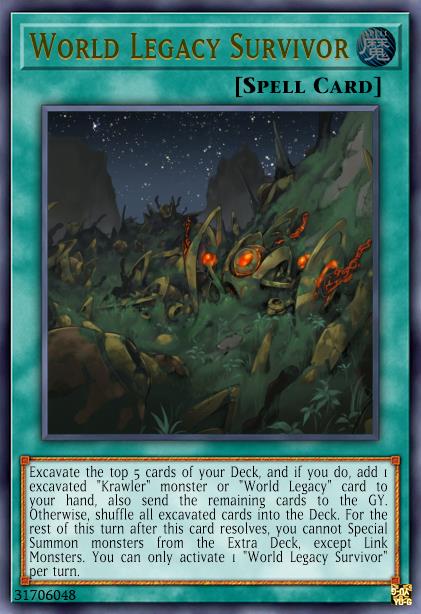 World Legacy Survivor
魔
[Spell Card]
Excavate the top 5 cards of your Deck, and if you do, add 1
excavated "Krawler" monster or "World Legacy" card to
your hand, also send the remaining cards to the GY.
Otherwise, shuffle all excavated cards into the Deck. For the
rest of this turn after this card resolves, you cannot Special
Summon monsters from the Extra Deck, except Link
Monsters. You can only activate 1 "World Legacy Survivor"
per turn.
31706048